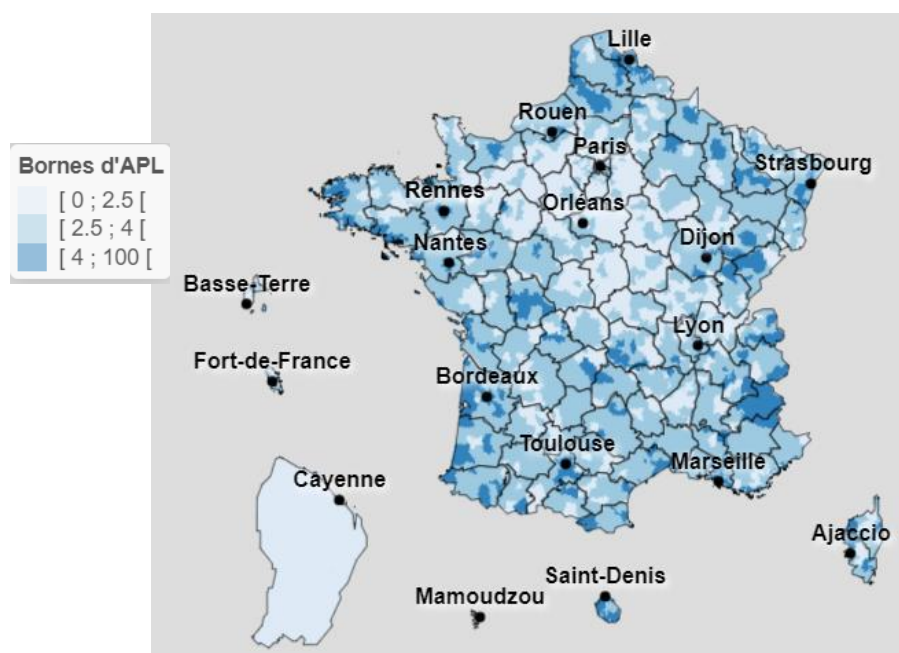 Lille
Rouen
Paris
Bornes d'APL
[ 0 ; 2.5 [
[ 2.5 ; 4 [
[ 4 ; 100 [
Strasbourg
Rennes
Orléans
Nantes
Dijon
Basse-Terre
Lyon
Fort-de-France
Bordeaux
Toulouse
Marseille
Cayenne
Ajaccio
Saint-Denis
Mamoudzou